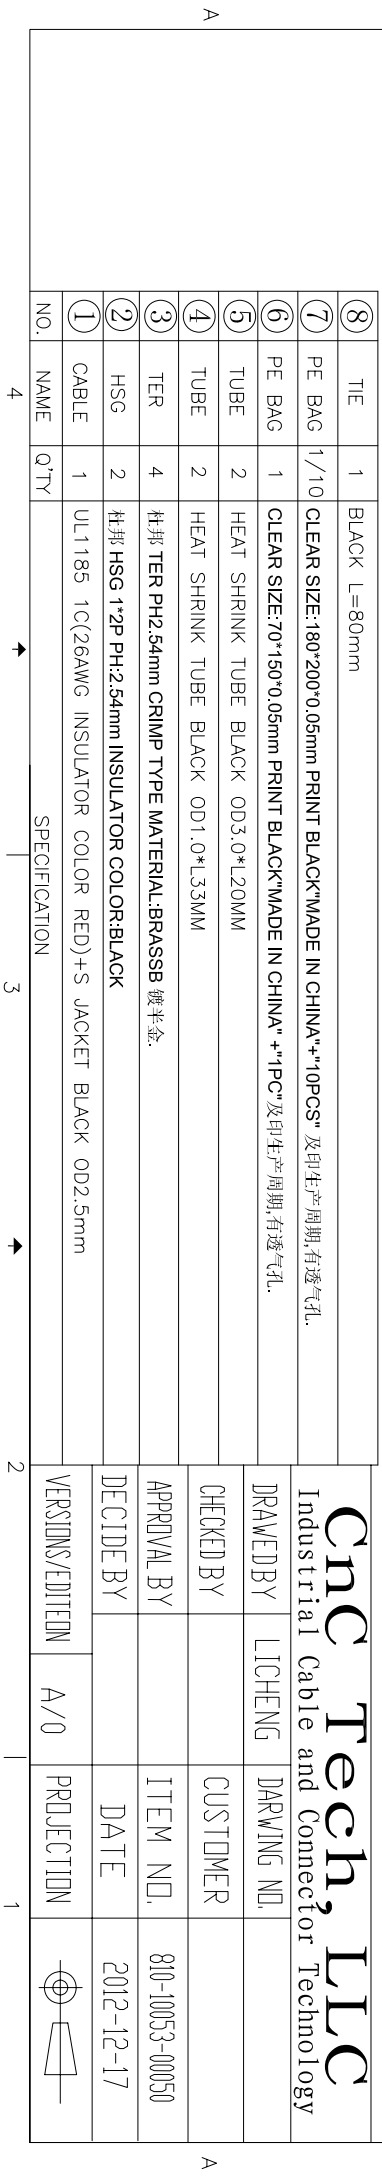 A
⑧ TIE 1 BLACK L=80mm
⑦ PE BAG 1/10 CLEAR SIZE:180*200*0.05mm PRINT BLACK"MADE IN CHINA"+"10PCS" 及印生产周期,有透气孔.
⑥ PE BAG 1 CLEAR SIZE:70*150*0.05mm PRINT BLACK"MADE IN CHINA" +"1PC"及印生产周期,有透气孔.
⑤ TUBE 2 HEAT SHRINK TUBE BLACK OD3.0*L20MM
④ TUBE 2 HEAT SHRINK TUBE BLACK OD1.0*L33MM
③ TER 4 杜邦 TER PH2.54mm CRIMP TYPE MATERIAL:BRASSB 镀半金.
② HSG 2 杜邦 HSG 1*2P PH:2.54mm INSULATOR COLOR:BLACK
① CABLE 1 UL1185 1C(26AWG INSULATOR COLOR RED)+S JACKET BLACK OD2.5mm
NO. NAME Q'TY SPECIFICATION
CnC Tech, LLC
Industrial Cable and Connector Technology
DRAWED BY LICHENG DARWING NO.
CHECKED BY CUSTOMER
APPROVAL BY ITEM NO. 810-10053-00050
DECIDE BY DATE 2012-12-17
VERSIONS/EDITEON A/0 PROJECTION
A
4 3 2 1